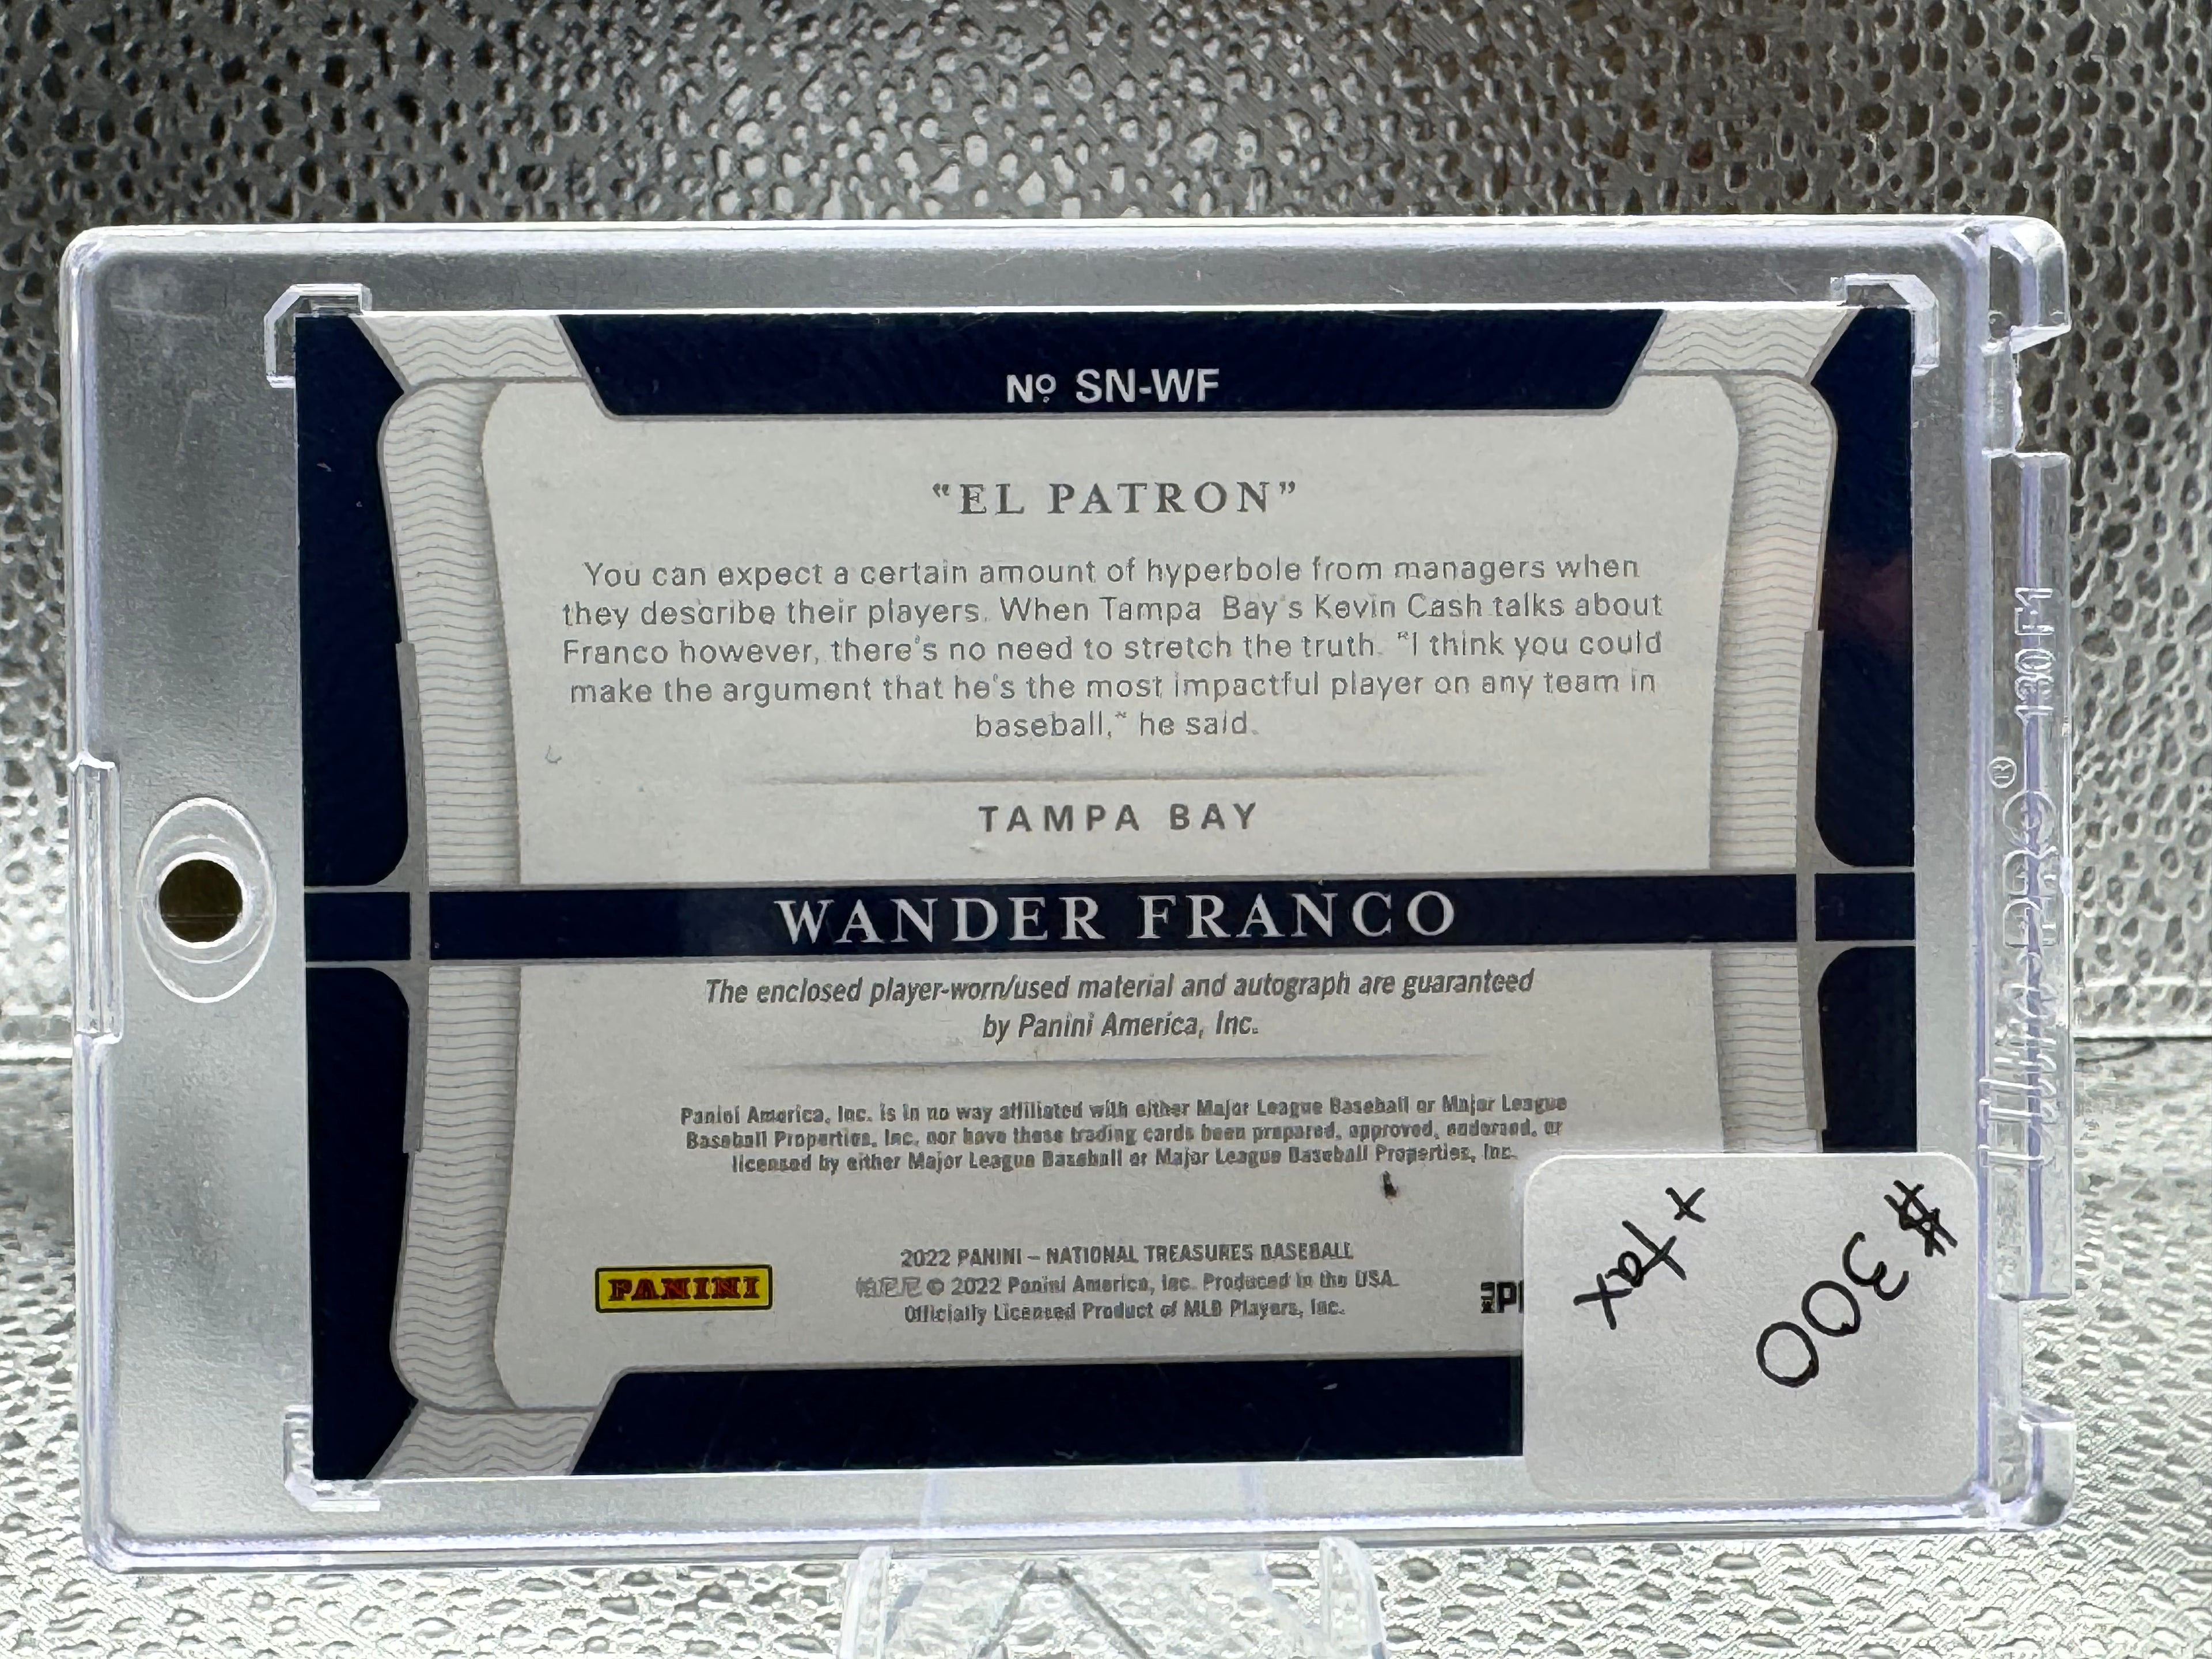 Nº SN-WF
"EL PATRON"
You can expect a certain amount of hyperbole from managers when
they describe their players. When Tampa Bay's Kevin Cash talks about
Franco however, there's no need to stretch the truth. "I think you could
make the argument that he's the most impactful player on any team in
baseball," he said.
TAMPA BAY
WANDER FRANCO
The enclosed player-worn/used material and autograph are guaranteed
by Panini America, Inc.
Panini America, Inc. is in no way affiliated with either Major League Baseball or Major League
Baseball Properties, Inc. nor have these trading cards been prepared, approved, endorsed, or
licensed by either Major League Baseball or Major League Baseball Properties, Inc.
PANINI
2022 PANINI – NATIONAL TREASURES BASEBALL
帕尼尼 © 2022 Panini America, Inc. Produced in the USA.
Officially Licensed Product of MLB Players, Inc.
$300
+ tax
Ultra PRO®
130 PT